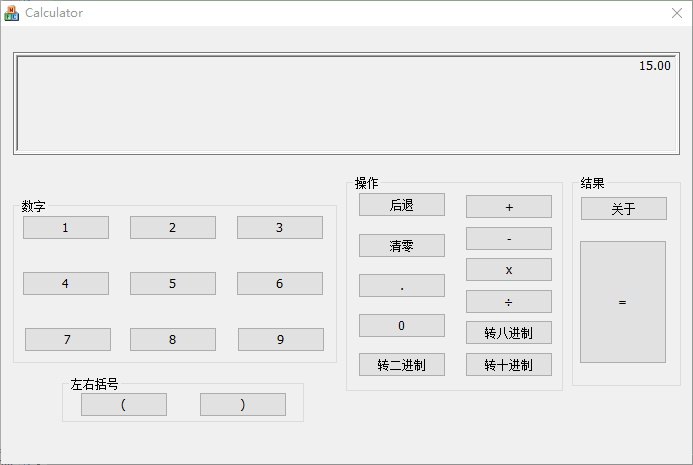 Calculator
15.00
数字
1 2 3
4 5 6
7 8 9
左右括号
( )
操作
后退 +
清零 -
. x
0 ÷
转八进制
转二进制 转十进制
结果
关于
=